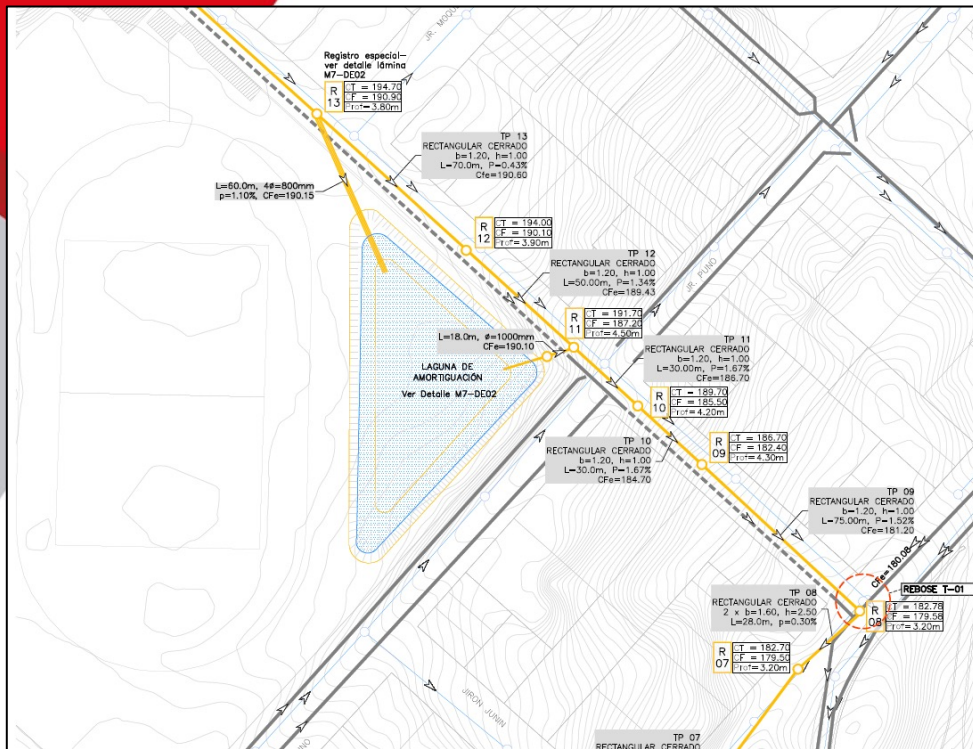 JR. MOQU
Registro especial-
ver detalle lámina
M7-DE02
R
13
CT = 194.70
CF = 190.90
Prof=3.80m
TP 13
RECTANGULAR CERRADO
b=1.20, h=1.00
L=70.0m, P=0.43%
Cfe=190.60
L=60.0m, 4ø=800mm
p=1.10%, CFe=190.15
R
12
CT = 194.00
CF = 190.10
Prof=3.90m
TP 12
RECTANGULAR CERRADO
b=1.20, h=1.00
L=50.00m, P=1.34%
CFe=189.43
JR. PUNO
R
11
CT = 191.70
CF = 187.20
Prof=4.50m
L=18.0m, ø=1000mm
CFe=190.10
TP 11
RECTANGULAR CERRADO
b=1.20, h=1.00
L=30.00m, P=1.67%
CFe=186.70
LAGUNA DE
AMORTIGUACIÓN
Ver Detalle M7-DE02
R
10
CT = 189.70
CF = 185.50
Prof=4.20m
TP 10
RECTANGULAR CERRADO
b=1.20, h=1.00
L=30.0m, P=1.67%
CFe=184.70
R
09
CT = 186.70
CF = 182.40
Prof=4.30m
TP 09
RECTANGULAR CERRADO
b=1.20, h=1.00
L=75.00m, P=1.52%
CFe=181.20
CFe=180.08
REBOSE T-01
TP 08
RECTANGULAR CERRADO
2 x b=1.60, h=2.50
L=28.0m, p=0.30%
R
08
CT = 182.78
CF = 179.58
Prof=3.20m
R
07
CT = 182.70
CF = 179.50
Prof=3.20m
JIRON JUNIN
NO
TP 07
RECTANGULAR CERRADO